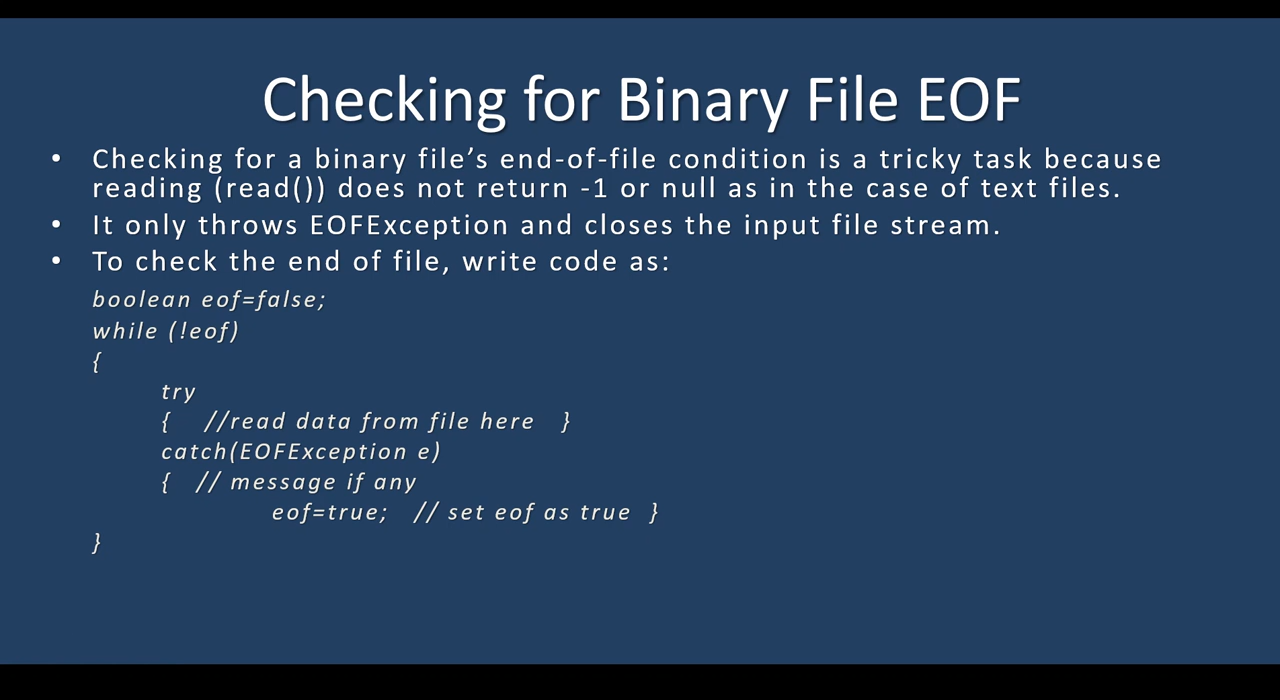 Checking for Binary File EOF
• Checking for a binary file’s end-of-file condition is a tricky task because
reading (read()) does not return -1 or null as in the case of text files.
• It only throws EOFException and closes the input file stream.
• To check the end of file, write code as:
boolean eof=false;
while (!eof)
{
try
{ //read data from file here }
catch(EOFException e)
{ // message if any
eof=true; // set eof as true }
}